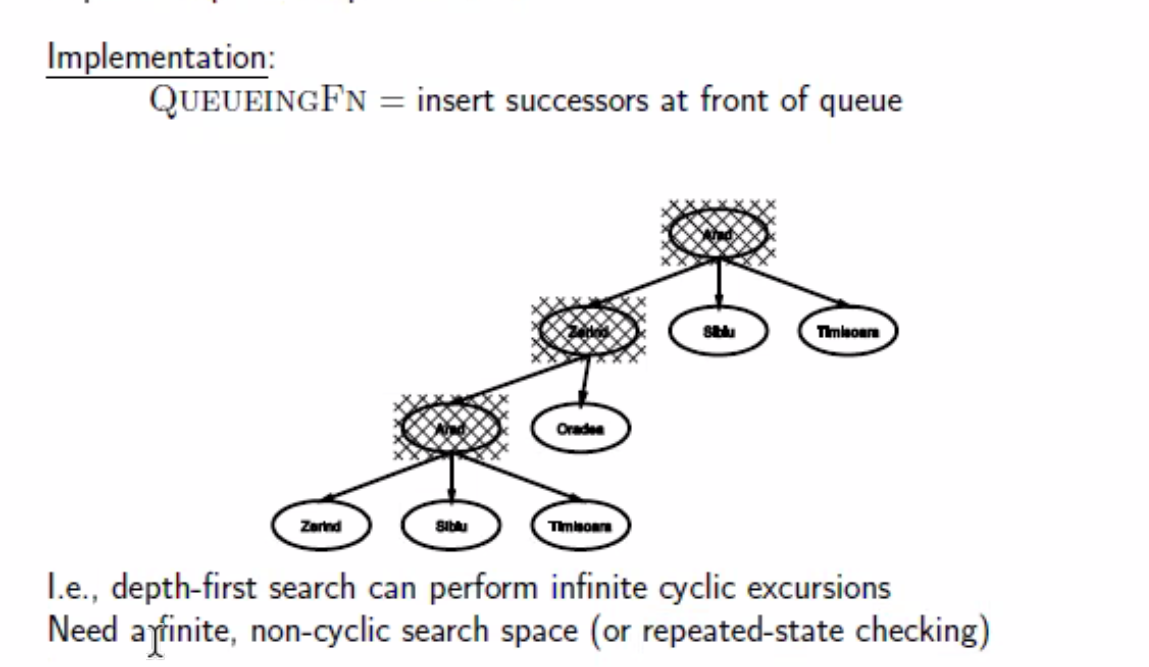 Implementation:
QUEUEINGFN = insert successors at front of queue
Arad
Zerind Sibiu Timisoara
Arad Oradea
Zerind Sibiu Timisoara
I.e., depth-first search can perform infinite cyclic excursions
Need a finite, non-cyclic search space (or repeated-state checking)